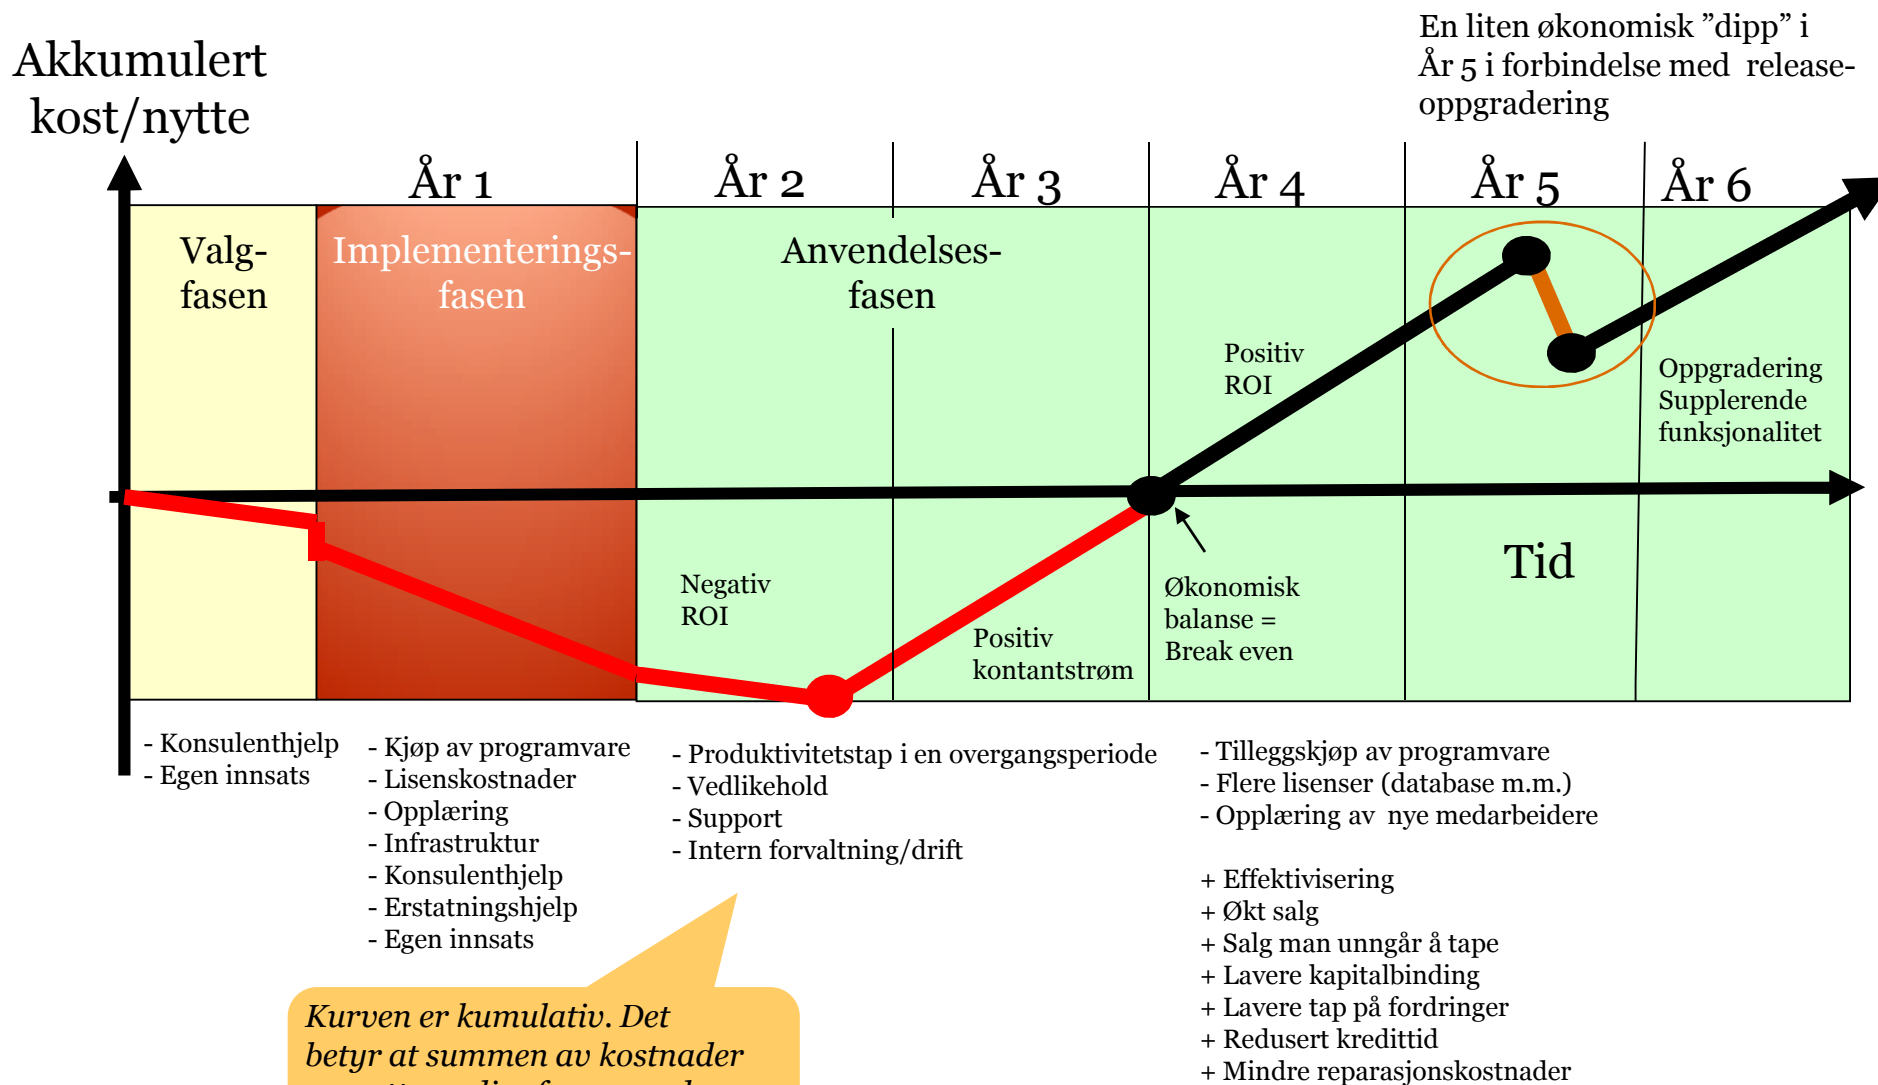 En liten økonomisk ”dipp” i
År 5 i forbindelse med  release-
oppgradering
Akkumulert
kost/nytte
År 1
År 2
År 3
År 4
År 5
År 6
Valg-
fasen
Implementerings-
fasen
Anvendelses-
fasen
Positiv
ROI
Oppgradering
Supplerende
funksjonalitet
Tid
Negativ
ROI
Positiv
kontantstrøm
Økonomisk
balanse =
Break even
- Konsulenthjelp
- Egen innsats
- Kjøp av programvare
- Lisenskostnader
- Opplæring
- Infrastruktur
- Konsulenthjelp
- Erstatningshjelp
- Egen innsats
- Produktivitetstap i en overgangsperiode
- Vedlikehold
- Support
- Intern forvaltning/drift
- Tilleggskjøp av programvare
- Flere lisenser (database m.m.)
- Opplæring av  nye medarbeidere
+ Effektivisering
+ Økt salg
+ Salg man unngår å tape
+ Lavere kapitalbinding
+ Lavere tap på fordringer
+ Redusert kredittid
+ Mindre reparasjonskostnader
Kurven er kumulativ. Det
betyr at summen av kostnader